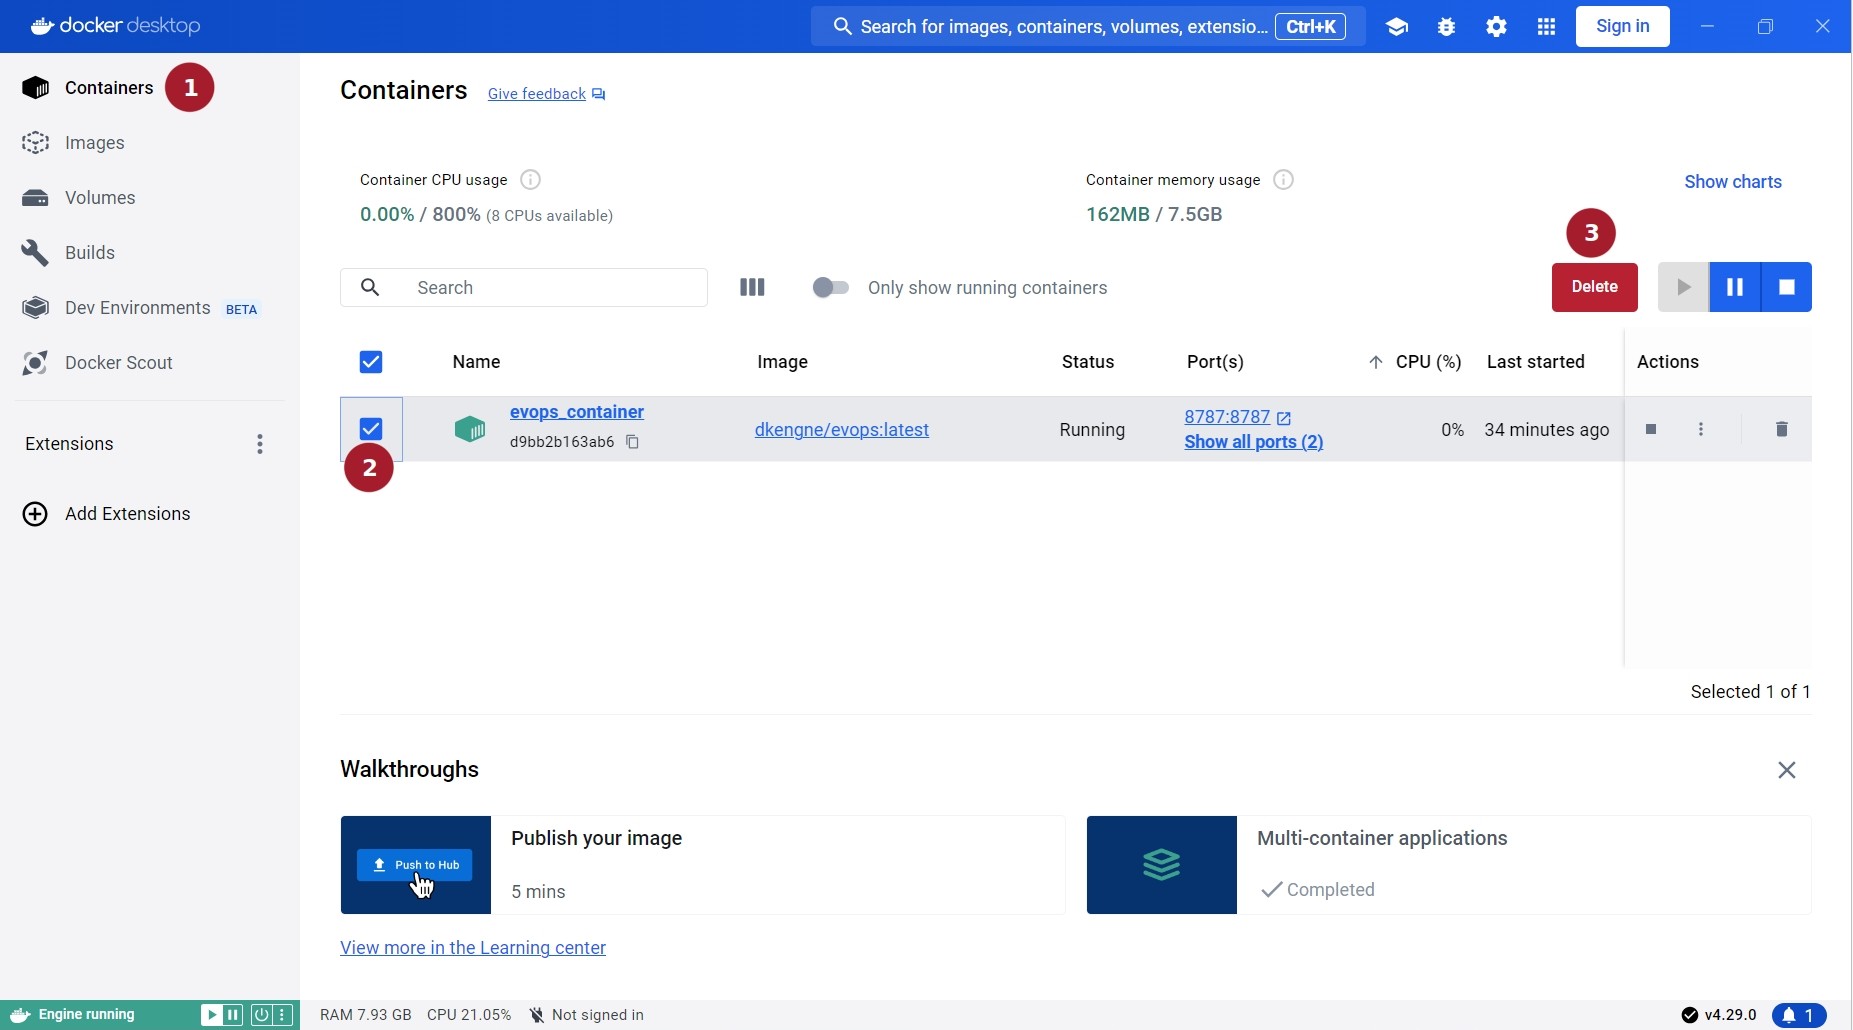 docker desktop
Search for images, containers, volumes, extensio... Ctrl+K
Sign in
Containers
1
Images
Volumes
Builds
Dev Environments BETA
Docker Scout
Extensions
Add Extensions
Containers Give feedback
Container CPU usage
0.00% / 800% (8 CPUs available)
Container memory usage
162MB / 7.5GB
Show charts
3
Search
Only show running containers
Delete
Name Image Status Port(s) CPU (%) Last started Actions
evops_container
d9bb2b163ab6
dkengne/evops:latest
Running
8787:8787
Show all ports (2)
0%
34 minutes ago
2
Selected 1 of 1
Walkthroughs
Push to Hub
Publish your image
5 mins
Multi-container applications
Completed
View more in the Learning center
Engine running
RAM 7.93 GB CPU 21.05% Not signed in
v4.29.0
1